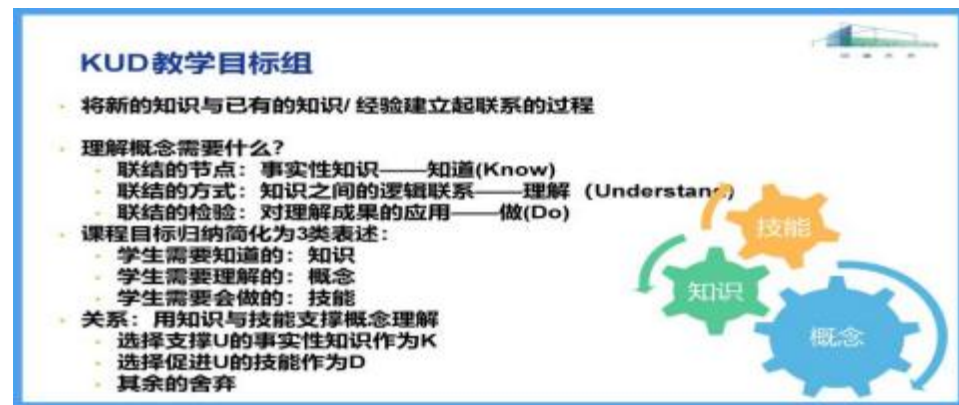 KUD教学目标组
将新的知识与已有的知识/ 经验建立起联系的过程
理解概念需要什么?
联结的节点：事实性知识——知道(Know)
联结的方式：知识之间的逻辑联系——理解（Understand)
联结的检验：对理解成果的应用——做(Do)
课程目标归纳简化为3类表述：
学生需要知道的：知识
学生需要理解的：概念
学生需要会做的：技能
关系：用知识与技能支撑概念理解
选择支撑U的事实性知识作为K
选择促进U的技能作为D
其余的舍弃
技能
知识
概念